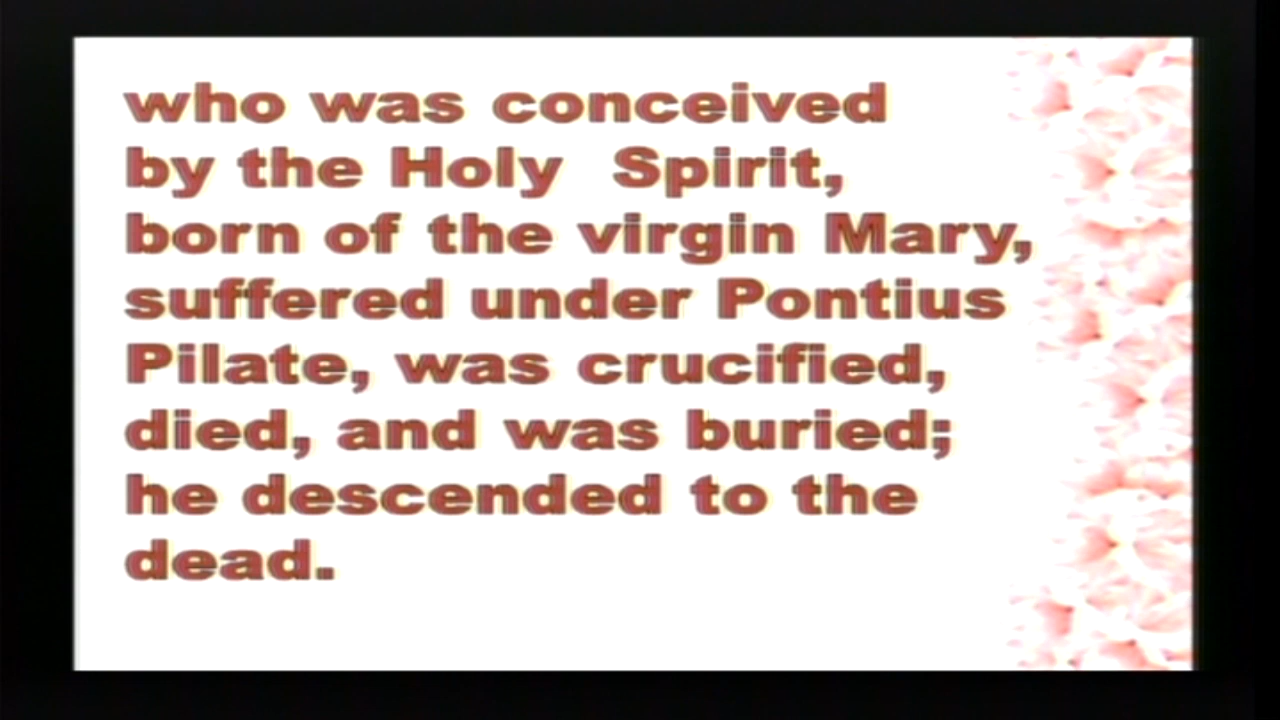 who was conceived
by the Holy Spirit,
born of the virgin Mary,
suffered under Pontius
Pilate, was crucified,
died, and was buried;
he descended to the
dead.